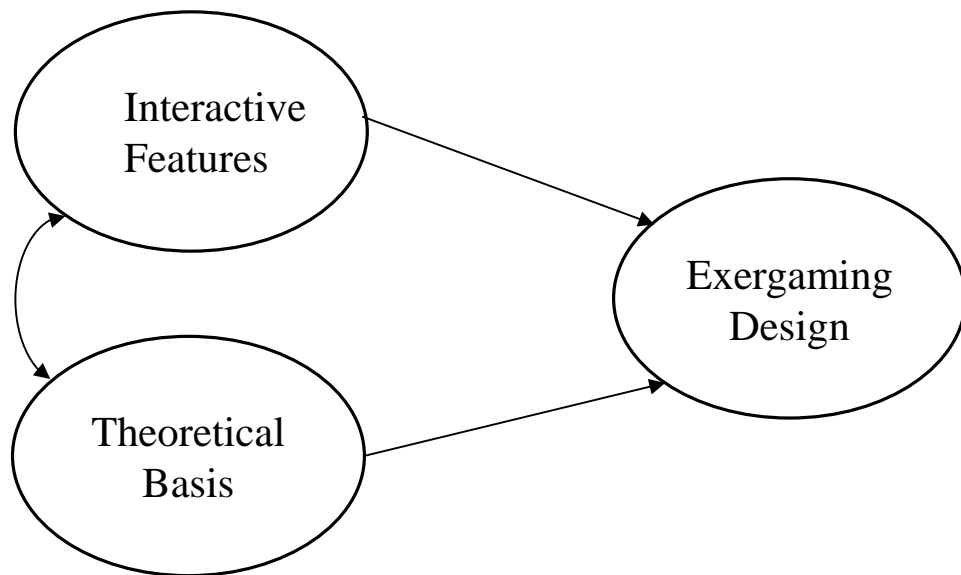 Interactive
Features
Exergaming
Design
Theoretical
Basis